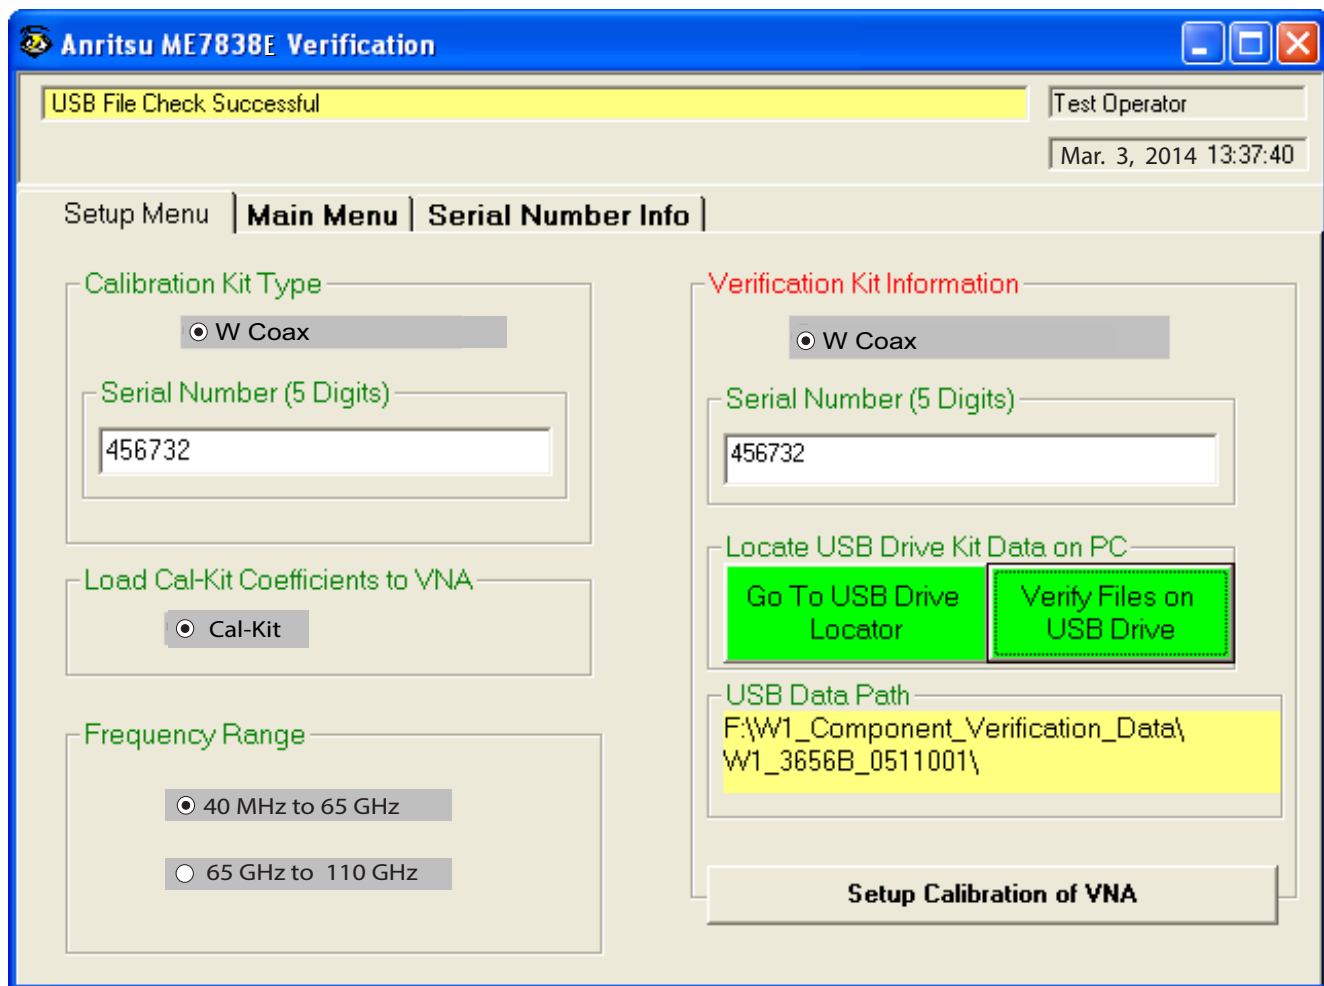 Anritsu ME7838E Verification
USB File Check Successful
Test Operator
Mar. 3, 2014 13:37:40
Setup Menu
Main Menu
Serial Number Info
Calibration Kit Type
W Coax
Serial Number (5 Digits)
456732
Load Cal-Kit Coefficients to VNA
Cal-Kit
Frequency Range
40 MHz to 65 GHz
65 GHz to 110 GHz
Verification Kit Information
W Coax
Serial Number (5 Digits)
456732
Locate USB Drive Kit Data on PC
Go To USB Drive
Locator
Verify Files on
USB Drive
USB Data Path
F:\W1_Component_Verification_Data\
W1_3656B_0511001\
Setup Calibration of VNA